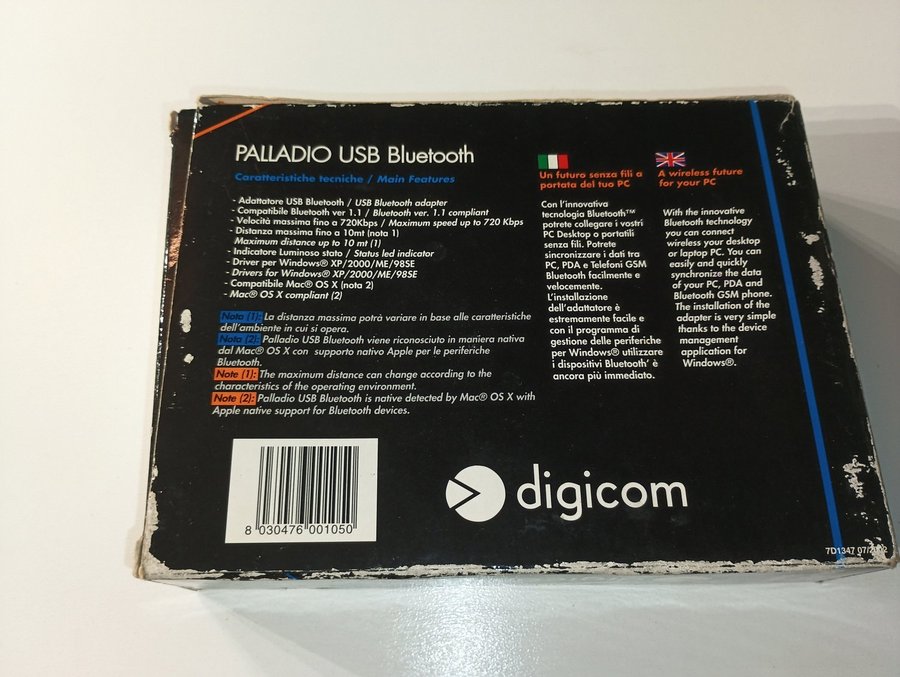 PALLADIO USB Bluetooth
Caratteristiche tecniche / Main Features
- Adattatore USB Bluetooth / USB Bluetooth adapter
- Compatibile Bluetooth ver 1.1 / Bluetooth ver. 1.1 compliant
- Velocità massima fino a 720Kbps / Maximum speed up to 720 Kbps
- Distanza massima fino a 10mt (nota 1)
Maximum distance up to 10 mt (1)
- Indicatore Luminoso stato / Status led indicator
- Driver per Windows® XP/2000/ME/98SE
- Drivers for Windows® XP/2000/ME/98SE
- Compatibile Mac® OS X (nota 2)
- Mac® OS X compliant (2)
Nota (1): La distanza massima potrà variare in base alle caratteristiche
dell'ambiente in cui si opera.
Nota (2): Palladio USB Bluetooth viene riconosciuto in maniera nativa
dal Mac® OS X con supporto nativo Apple per le periferiche
Bluetooth.
Note (1): The maximum distance can change according to the
characteristics of the operating environment.
Note (2): Palladio USB Bluetooth is native detected by Mac® OS X with
Apple native support for Bluetooth devices.
8 030476 001050
Un futuro senza fili a
portata del tuo PC
Con l'innovativa
tecnologia Bluetooth™
potrete collegare i vostri
PC Desktop o portatili
senza fili. Potrete
sincronizzare i dati tra
PC, PDA e Telefoni GSM
Bluetooth facilmente e
velocemente.
L'installazione
dell'adattatore è
estremamente facile e
con il programma di
gestione delle periferiche
per Windows® utilizzare
i dispositivi Bluetooth' è
ancora più immediato.
A wireless future
for your PC
With the innovative
Bluetooth technology
you can connect
wireless your desktop
or laptop PC. You can
easily and quickly
synchronize the data
of your PC, PDA and
Bluetooth GSM phone.
The installation of the
adapter is very simple
thanks to the device
management
application for
Windows®.
digicom
7D1347 07/2002